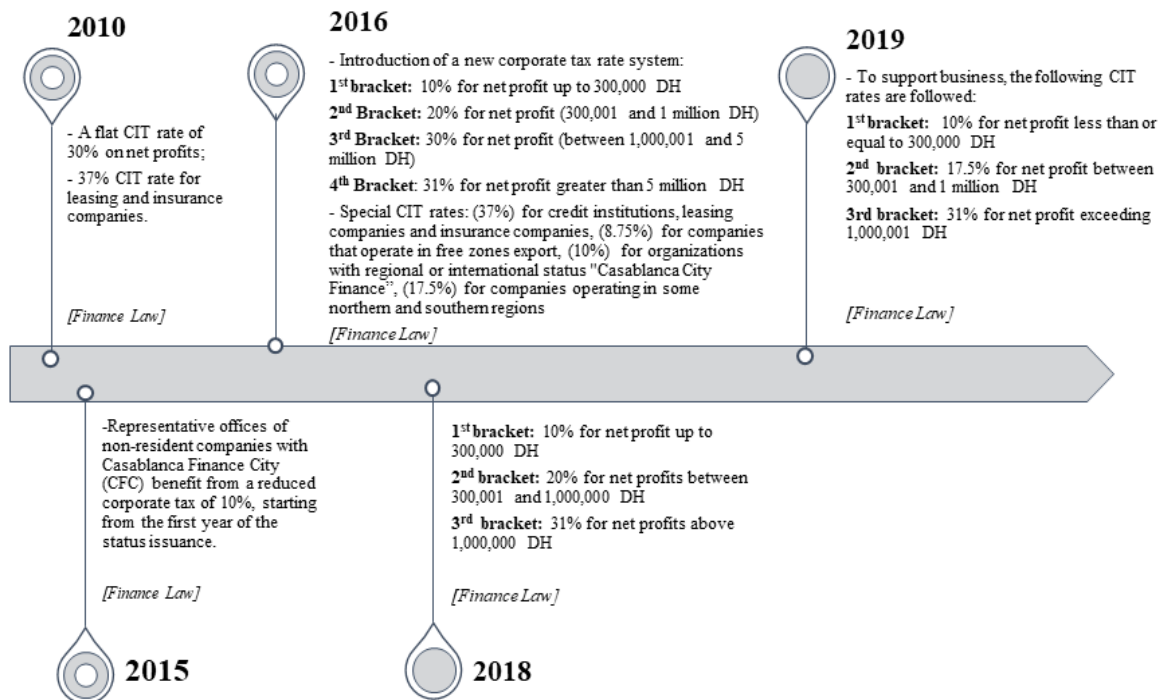 2010
- A flat CIT rate of
30% on net profits;
- 37% CIT rate for
leasing and insurance
companies.
[Finance Law]
2016
- Introduction of a new corporate tax rate system:
1st bracket: 10% for net profit up to 300,000 DH
2nd Bracket: 20% for net profit (300,001 and 1 million DH)
3rd Bracket: 30% for net profit (between 1,000,001 and 5
million DH)
4th Bracket: 31% for net profit greater than 5 million DH
- Special CIT rates: (37%) for credit institutions, leasing
companies and insurance companies, (8.75%) for companies
that operate in free zones export, (10%) for organizations
with regional or international status "Casablanca City
Finance", (17.5%) for companies operating in some
northern and southern regions
[Finance Law]
2019
- To support business, the following CIT
rates are followed:
1st bracket: 10% for net profit less than or
equal to 300,000 DH
2nd bracket: 17.5% for net profit between
300,001 and 1 million DH
3rd bracket: 31% for net profit exceeding
1,000,001 DH
[Finance Law]
-Representative offices of
non-resident companies with
Casablanca Finance City
(CFC) benefit from a reduced
corporate tax of 10%, starting
from the first year of the
status issuance.
[Finance Law]
2015
1st bracket: 10% for net profit up to
300,000 DH
2nd bracket: 20% for net profits between
300,001 and 1,000,000 DH
3rd bracket: 31% for net profits above
1,000,000 DH
[Finance Law]
2018